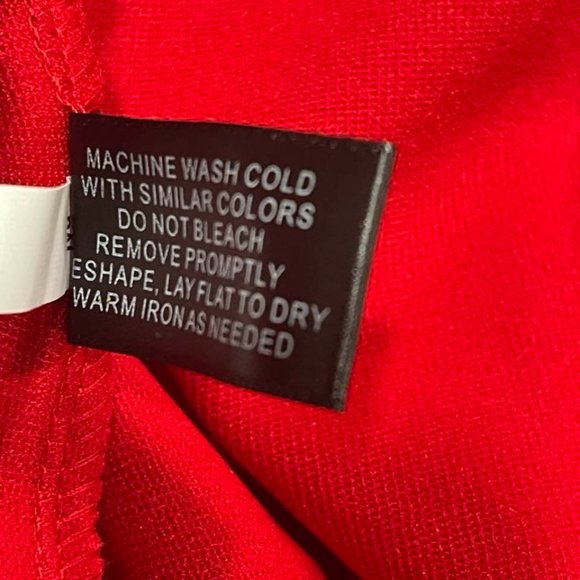 MACHINE WASH COLD
WITH SIMILAR COLORS
DO NOT BLEACH
REMOVE PROMPTLY
ESHAPE, LAY FLAT TO DRY
WARM IRON AS NEEDED